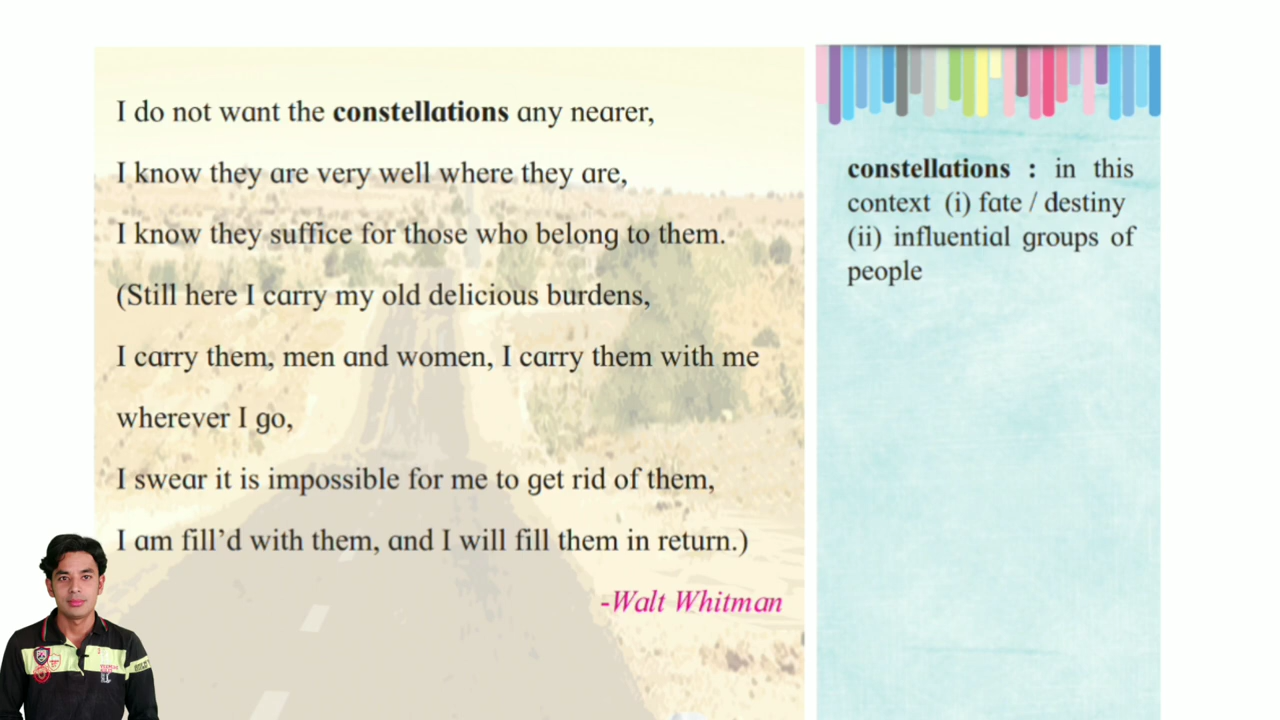 I do not want the constellations any nearer,
I know they are very well where they are,
I know they suffice for those who belong to them.
(Still here I carry my old delicious burdens,
I carry them, men and women, I carry them with me
wherever I go,
I swear it is impossible for me to get rid of them,
I am fill’d with them, and I will fill them in return.)
-Walt Whitman
constellations : in this
context (i) fate / destiny
(ii) influential groups of
people